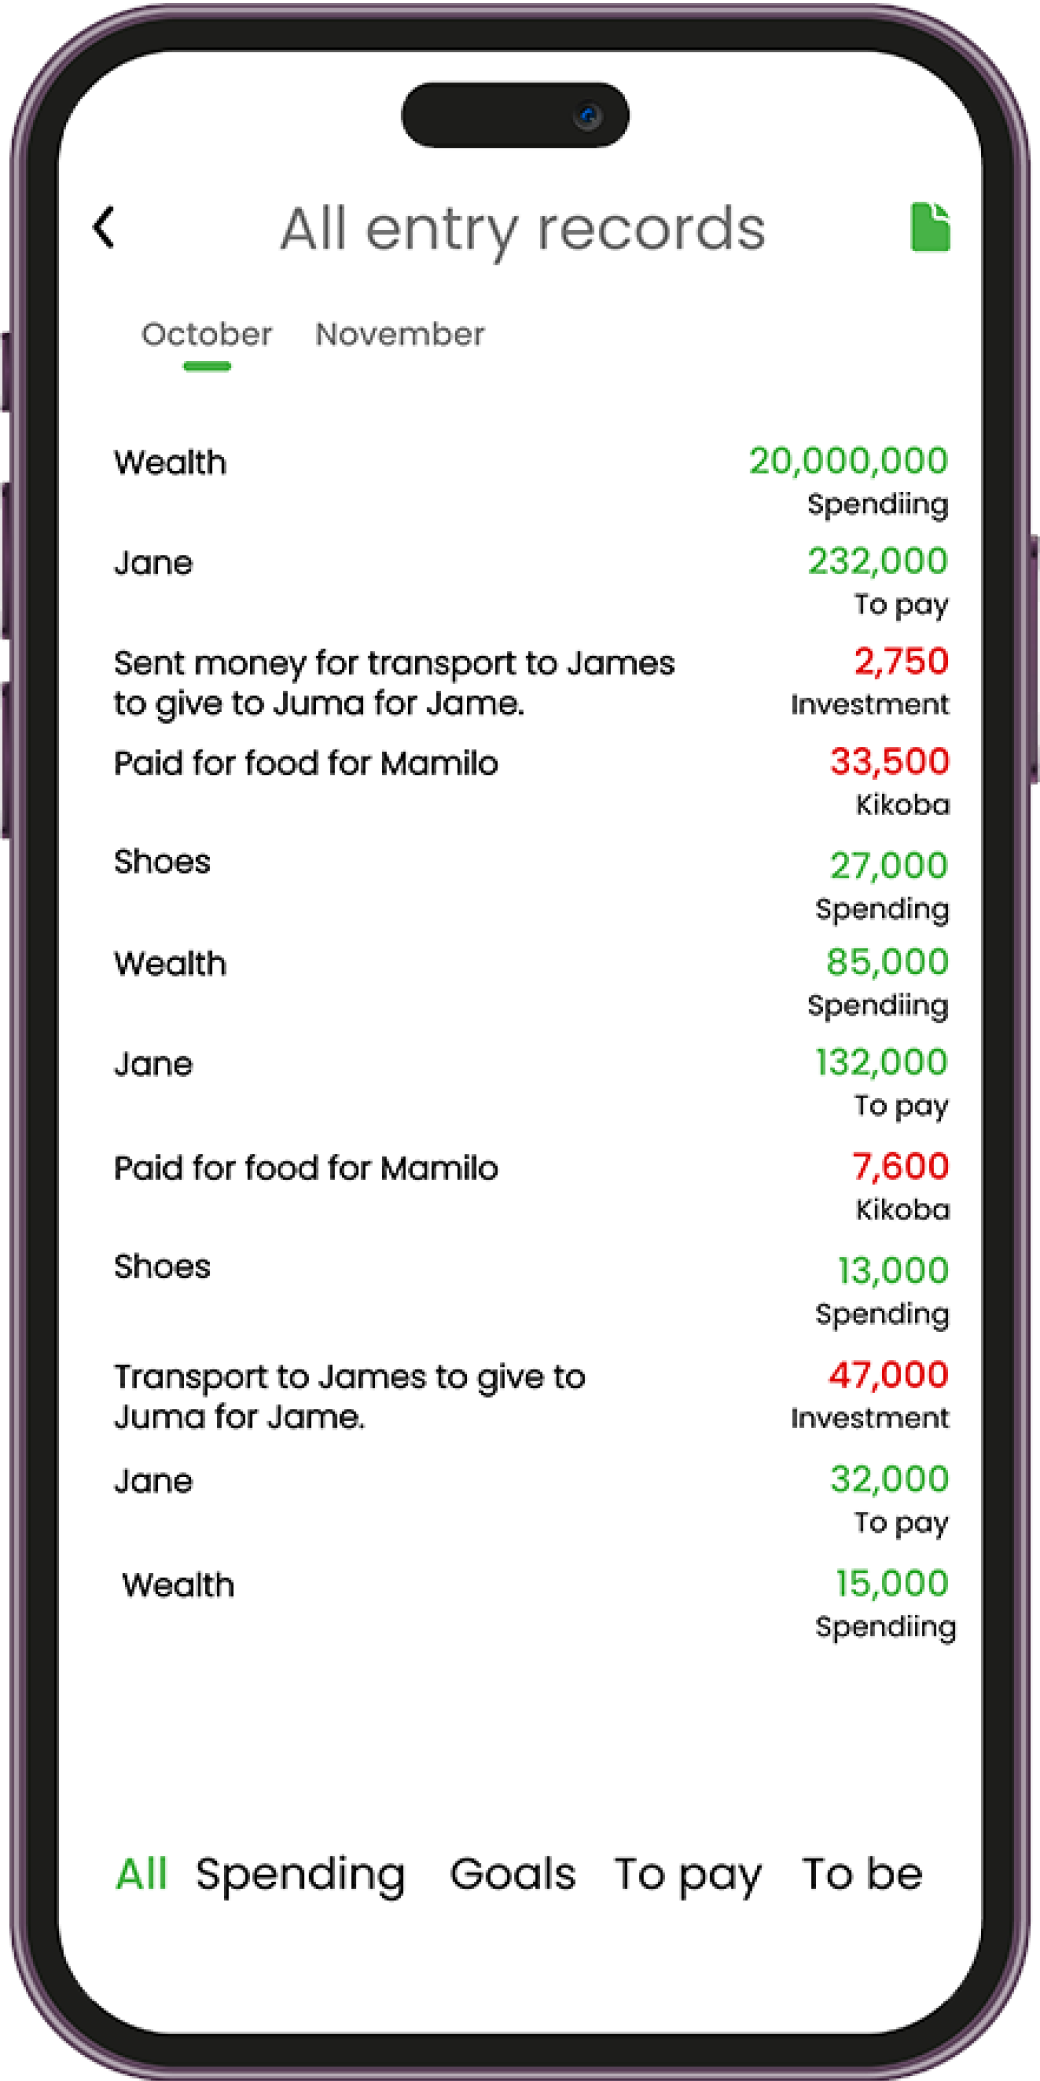 All entry records
October November
Wealth 20,000,000
Spendiing
Jane 232,000
To pay
Sent money for transport to James 2,750
to give to Juma for Jame. Investment
Paid for food for Mamilo 33,500
Kikoba
Shoes 27,000
Spending
Wealth 85,000
Spendiing
Jane 132,000
To pay
Paid for food for Mamilo 7,600
Kikoba
Shoes 13,000
Spending
Transport to James to give to 47,000
Juma for Jame. Investment
Jane 32,000
To pay
Wealth 15,000
Spendiing
All Spending Goals To pay To be